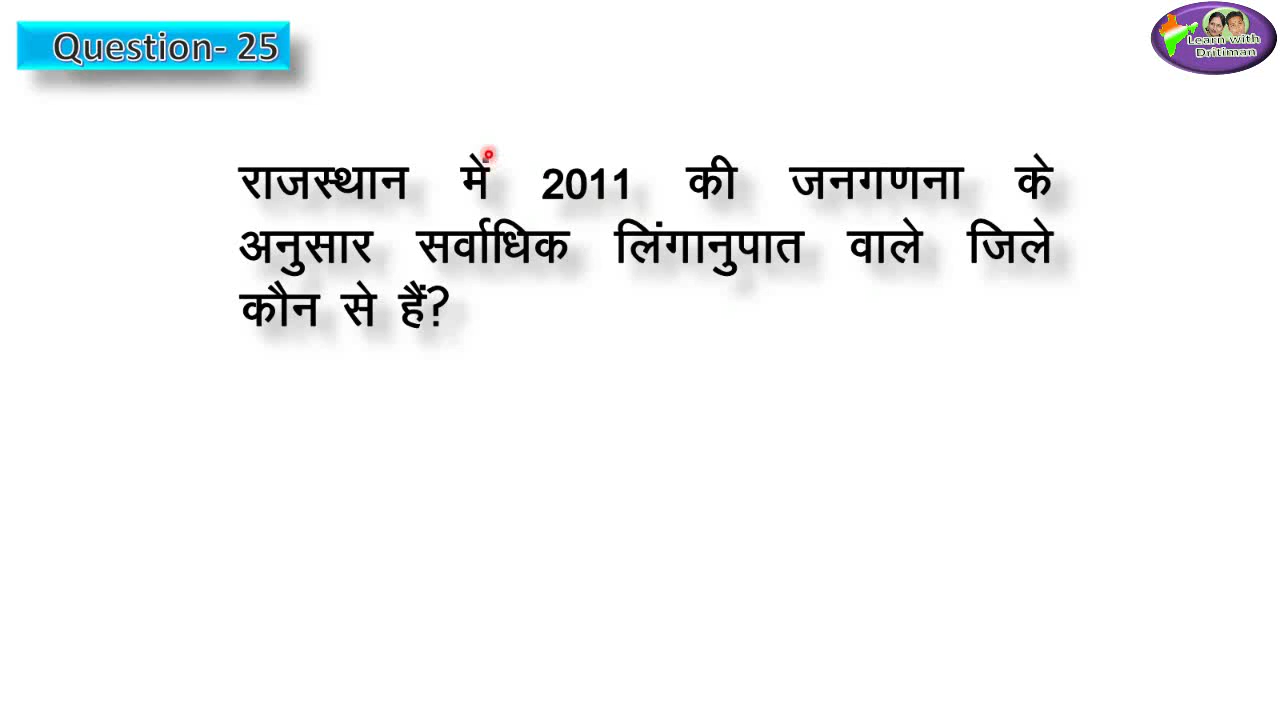 Question- 25
Learn with
Dritiman
राजस्थान में 2011 की जनगणना के
अनुसार सर्वाधिक लिंगानुपात वाले जिले
कौन से हैं?